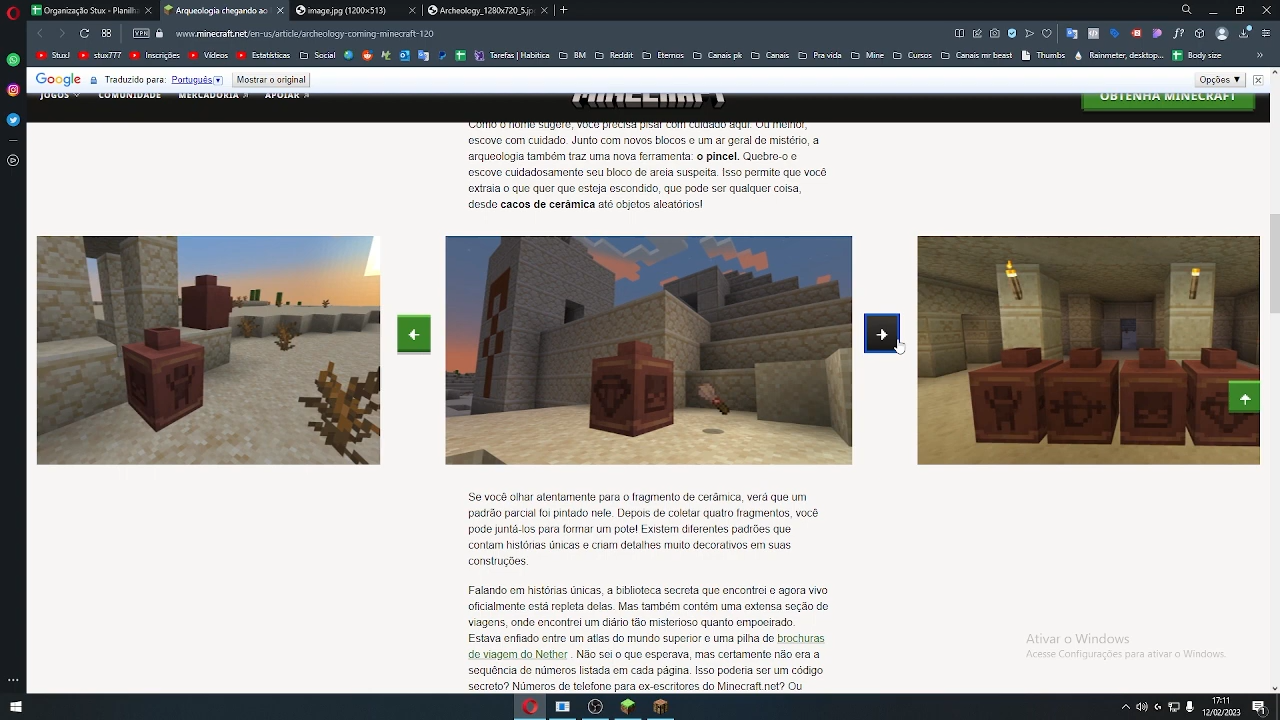 Organização Stux - Planilha
Arqueologia chegando ao
image.jpg (1200×513)
Archeology_1280x720_5.jp
VPN
www.minecraft.net/en-us/article/archeology-coming-minecraft-120
StuxJ
stux777
Inscrições
Vídeos
Estatísticas
Social
Tarefas | Habitica
BM
Reddit
Eternos
Canais pk
Canais
Pra Time
Mine
Cursos
Canais mr beast
Rainmeter, desktop...
Body size
Google
Traduzido para:
Português
Mostrar o original
Opções ▼
JOGOS
COMUNIDADE
MERCADORIA
APOIAR
MINECRAFT
OBTENHA MINECRAFT
Como o nome sugere, você precisa pisar com cuidado aqui. Ou melhor,
escove com cuidado. Junto com novos blocos e um ar geral de mistério, a
arqueologia também traz uma nova ferramenta: o pincel. Quebre-o e
escove cuidadosamente seu bloco de areia suspeita. Isso permite que você
extraia o que quer que esteja escondido, que pode ser qualquer coisa,
desde cacos de cerâmica até objetos aleatórios!
Se você olhar atentamente para o fragmento de cerâmica, verá que um
padrão parcial foi pintado nele. Depois de coletar quatro fragmentos, você
pode juntá-los para formar um pote! Existem diferentes padrões que
contam histórias únicas e criam detalhes muito decorativos em suas
construções.
Falando em histórias únicas, a biblioteca secreta que encontrei e agora vivo
oficialmente está repleta delas. Mas também contém uma extensa seção de
viagens, onde encontrei um diário tão misterioso quanto empoeirado.
Estava enfiado entre um atlas do mundo superior e uma pilha de brochuras
de viagem do Nether . Não sei o que esperava, mas certamente não era a
sequência de números listada em cada página. Isso poderia ser um código
secreto? Números de telefone para ex-escritores do Minecraft.net? Ou
Ativar o Windows
Acesse Configurações para ativar o Windows.
17:11
12/02/2023